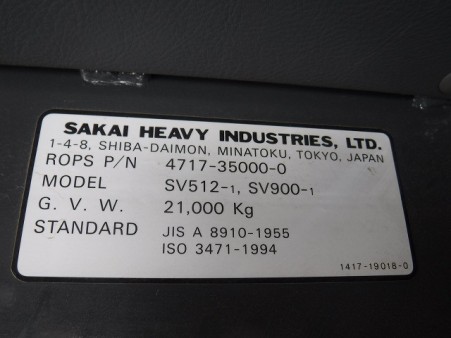 SAKAI HEAVY INDUSTRIES, LTD.
1-4-8, SHIBA-DAIMON, MINATOKU, TOKYO, JAPAN
ROPS P/N 4717-35000-0
MODEL SV512-1, SV900-1
G. V. W. 21,000 Kg
STANDARD JIS A 8910-1955
ISO 3471-1994
1417-19018-0